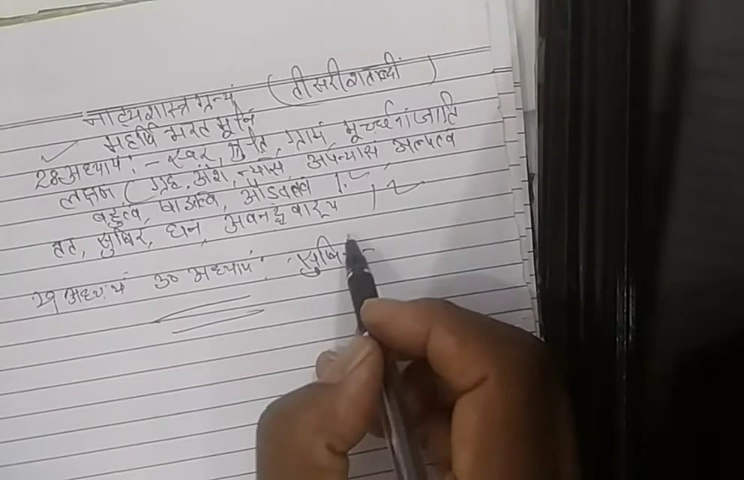 नाट्यशास्त्र ग्रन्थ (तीसरी शताब्दी)
महर्षि भरत मुनि
28 अध्याय :- स्वर, श्रुति, ग्राम, मूर्च्छना जाति
लक्षण ( ग्रह, अंश, न्यास, अपन्यास अल्पत्व
बहुत्व, षाडवत्व, औडवत्व ).
तत, सुषिर, घन, अवनद्ध वाद्य
29 अध्याय 30 अध्याय : सुषि